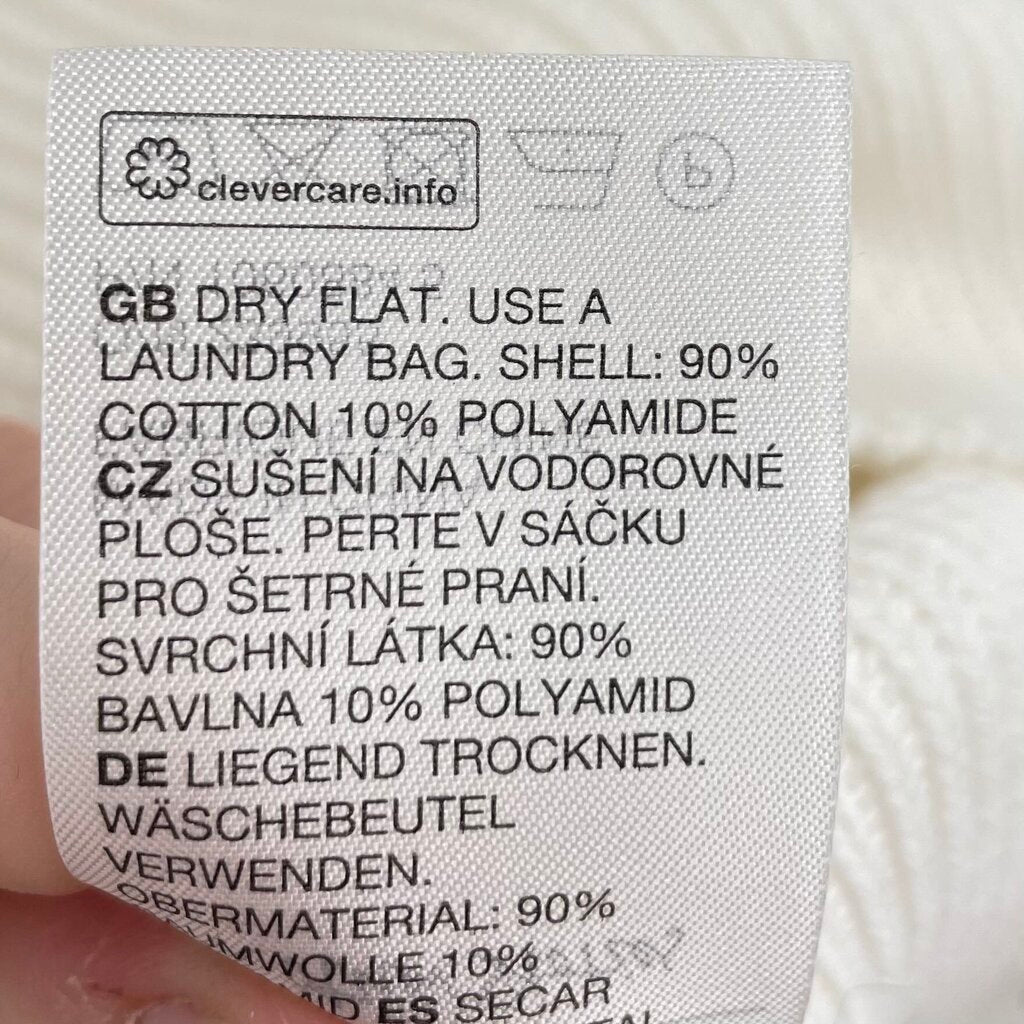 clevercare.info
GB DRY FLAT. USE A
LAUNDRY BAG. SHELL: 90%
COTTON 10% POLYAMIDE
CZ SUŠENÍ NA VODOROVNÉ
PLOŠE. PERTE V SÁČKU
PRO ŠETRNÉ PRANÍ.
SVRCHNÍ LÁTKA: 90%
BAVLNA 10% POLYAMID
DE LIEGEND TROCKNEN.
WÄSCHEBEUTEL
VERWENDEN.
OBERMATERIAL: 90%
UMWOLLE 10%
MID ES SECAR